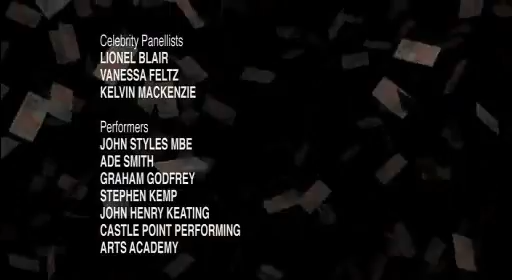 Celebrity Panellists
LIONEL BLAIR
VANESSA FELTZ
KELVIN MACKENZIE
Performers
JOHN STYLES MBE
ADE SMITH
GRAHAM GODFREY
STEPHEN KEMP
JOHN HENRY KEATING
CASTLE POINT PERFORMING
ARTS ACADEMY